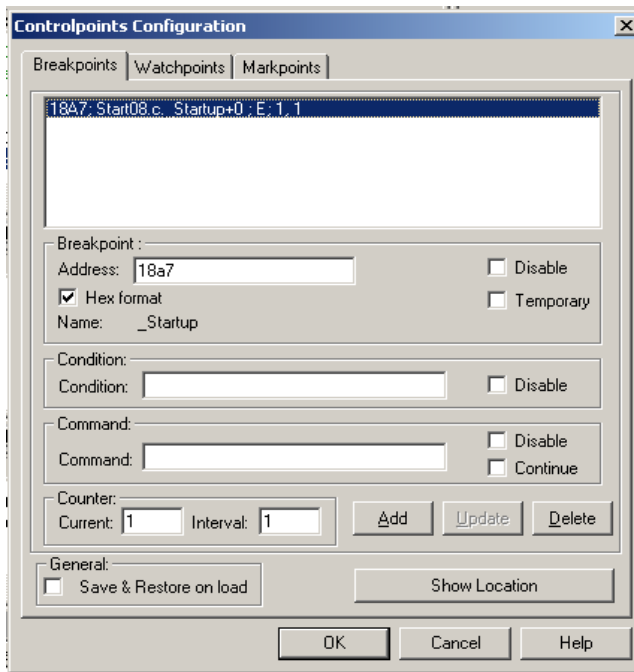 Controlpoints Configuration
Breakpoints Watchpoints Markpoints
18A7; Start08.c. _Startup+0 ; E; 1, 1
Breakpoint :
Address: 18a7 Disable
Hex format Temporary
Name: _Startup
Condition:
Condition: Disable
Command:
Disable
Command: Continue
Counter:
Current: 1 Interval: 1 Add Update Delete
General:
Save & Restore on load Show Location
OK Cancel Help